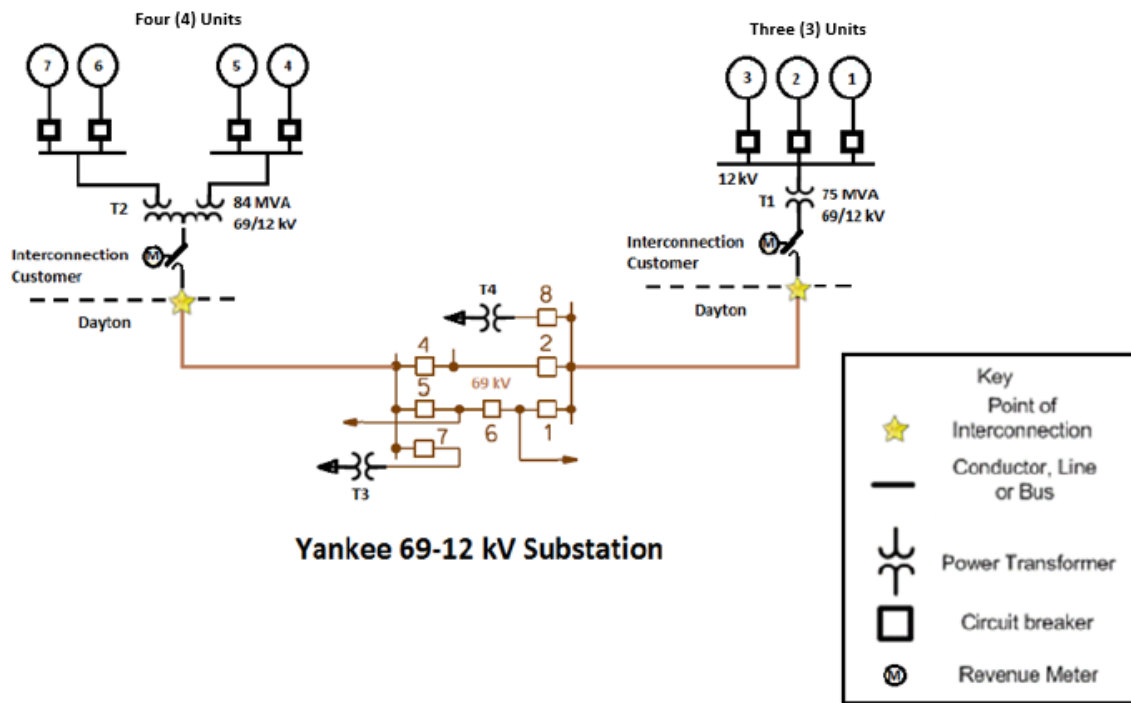 Four (4) Units
7
6
5
4
T2
84 MVA
69/12 kV
M
Interconnection
Customer
Dayton
Three (3) Units
3
2
1
12 kV
T1
75 MVA
69/12 kV
M
Interconnection
Customer
Dayton
T4
8
4
2
69 kV
5
6
1
7
T3
Yankee 69-12 kV Substation
Key
Point of
Interconnection
Conductor, Line
or Bus
Power Transformer
Circuit breaker
M
Revenue Meter